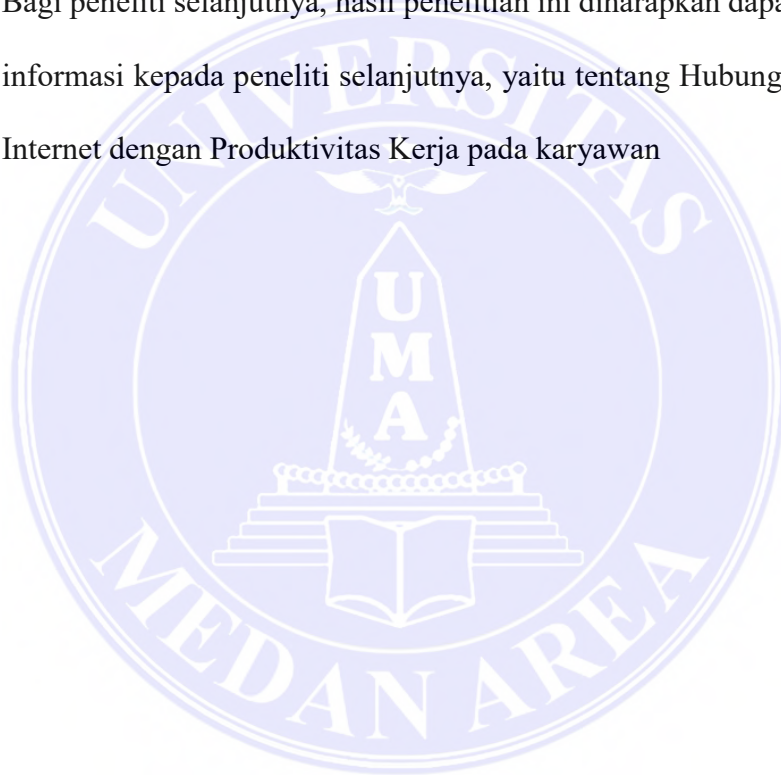 Bagi peneliti selanjutnya, hasil penelitian ini diharapkan
informasi kepada peneliti selanjutnya, yaitu tentang Hubung
Internet dengan Produktivitas Kerja pada karyawan
UNIVERSITAS
U
M
A
MEDAN AREA